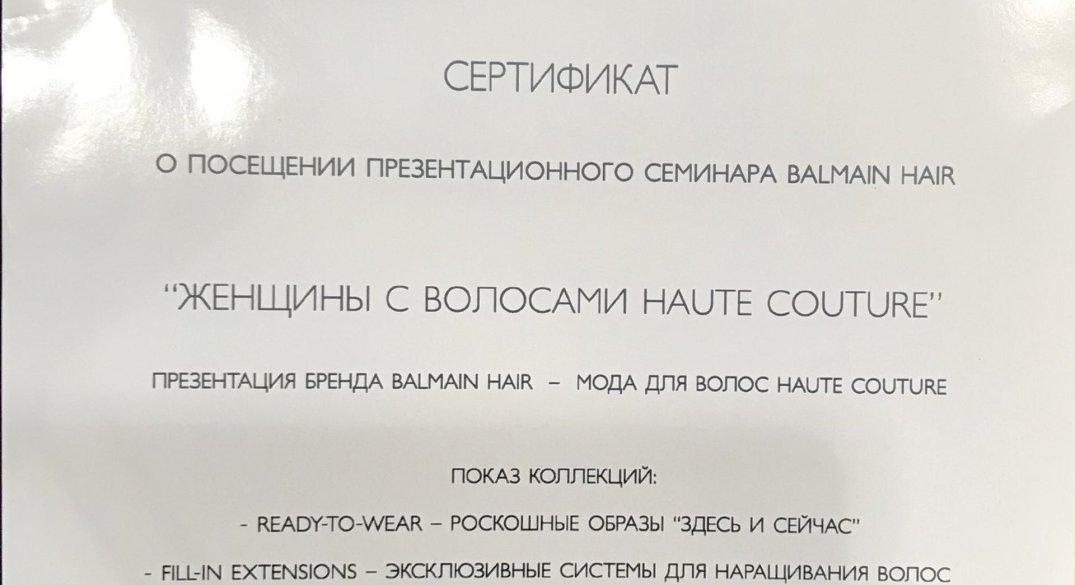 СЕРТИФИКАТ
О ПОСЕЩЕНИИ ПРЕЗЕНТАЦИОННОГО СЕМИНАРА BALMAIN HAIR
“ЖЕНЩИНЫ С ВОЛОСАМИ HAUTE COUTURE”
ПРЕЗЕНТАЦИЯ БРЕНДА BALMAIN HAIR – МОДА ДЛЯ ВОЛОС HAUTE COUTURE
ПОКАЗ КОЛЛЕКЦИЙ:
- READY-TO-WEAR – РОСКОШНЫЕ ОБРАЗЫ “ЗДЕСЬ И СЕЙЧАС”
- FILL-IN EXTENSIONS – ЭКСКЛЮЗИВНЫЕ СИСТЕМЫ ДЛЯ НАРАЩИВАНИЯ ВОЛОС